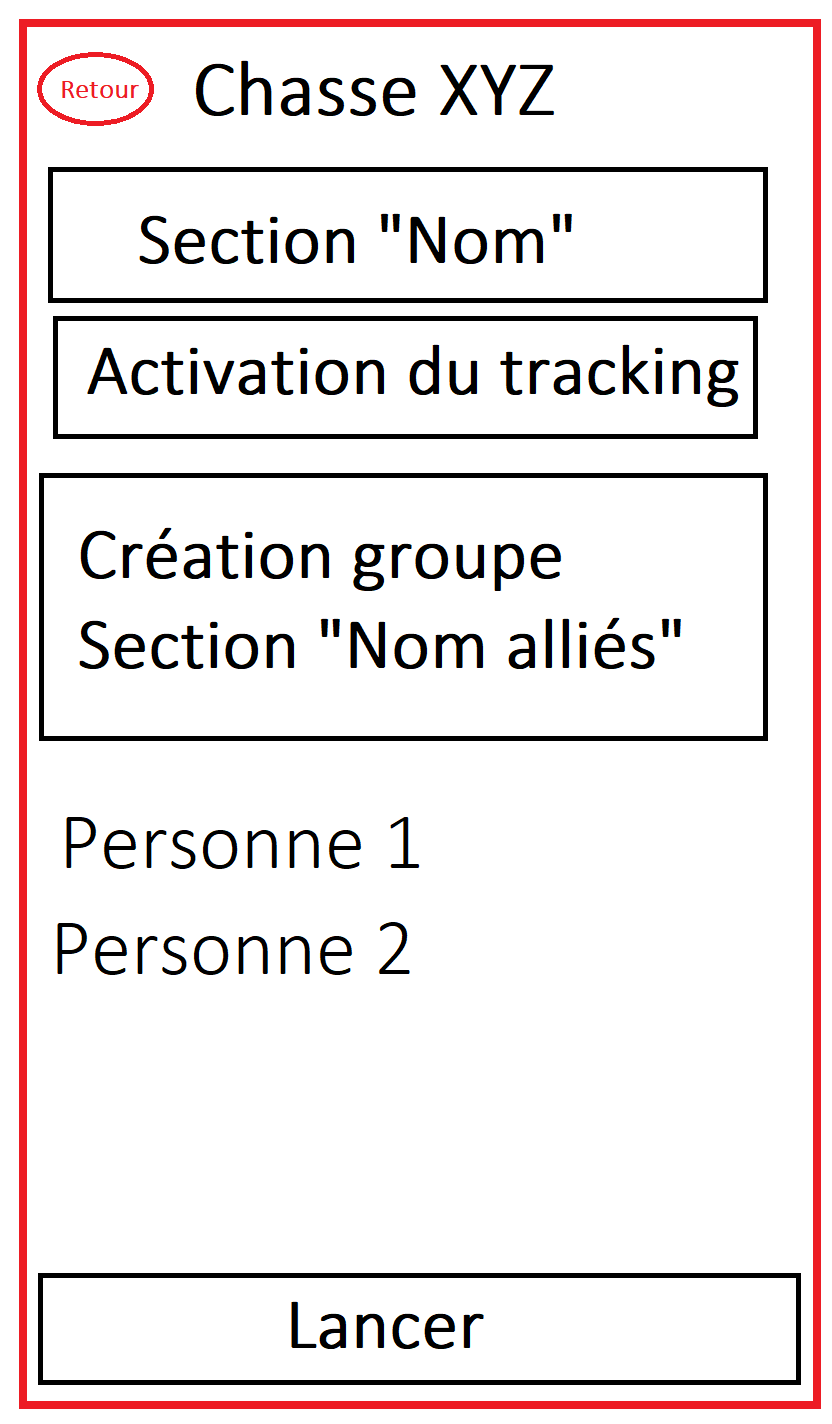 Retour
Chasse XYZ
Section "Nom"
Activation du tracking
Création groupe
Section "Nom alliés"
Personne 1
Personne 2
Lancer